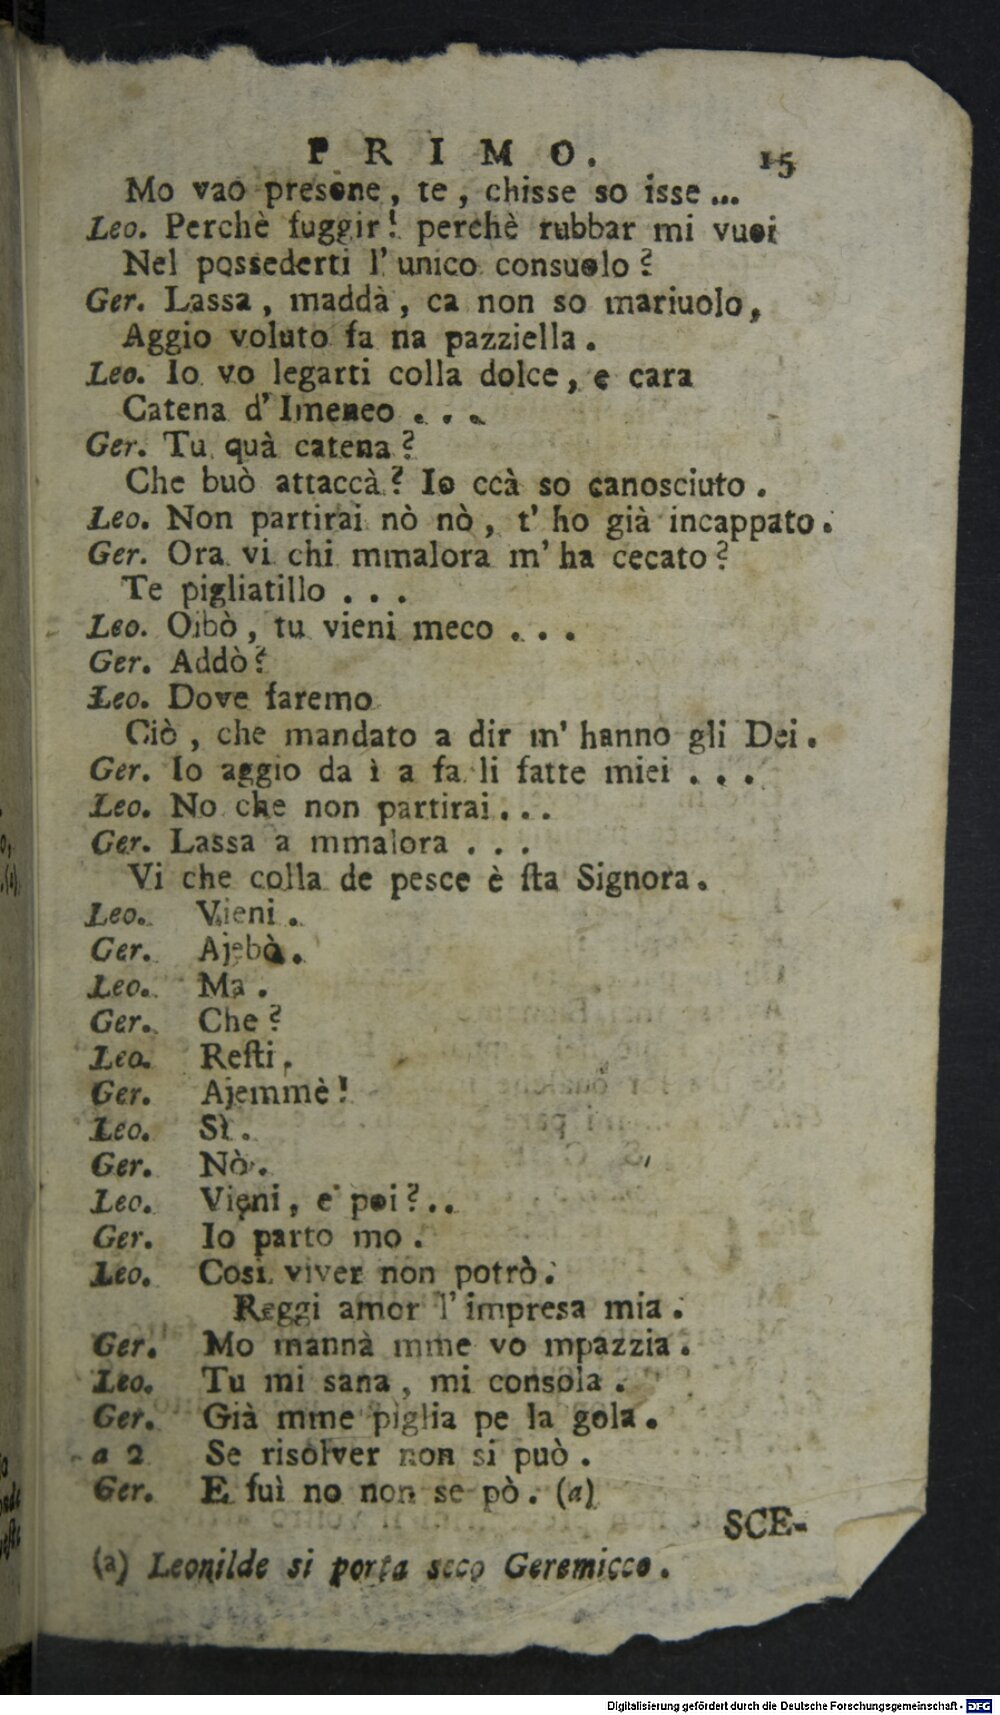 PRIMO. 15
Mo vao presone, te, chisse so isse...
Leo. Perchè fuggir! perchè rubbar mi vuoi
Nel possederti l'unico consuolo?
Ger. Lassa, maddà, ca non so mariuolo,
Aggio voluto fa na pazziella.
Leo. Io vo legarti colla dolce, e cara
Catena d'Imeneo . . .
Ger. Tu quà catena?
Che buò attaccà? Io ccà so canosciuto.
Leo. Non partirai nò nò, t' ho già incappato.
Ger. Ora vi chi mmalora m' ha cecato?
Te pigliatillo . . .
Leo. Oibò, tu vieni meco . . .
Ger. Addò?
Leo. Dove faremo
Ciò, che mandato a dir m' hanno gli Dei.
Ger. Io aggio da ì a fa li fatte miei . . .
Leo. No che non partirai . . .
Ger. Lassa a mmalora . . .
Vi che colla de pesce è sta Signora.
Leo. Vieni.
Ger. Ajebò.
Leo. Ma.
Ger. Che?
Leo. Resti.
Ger. Ajemmè!
Leo. Sì.
Ger. Nò.
Leo. Vieni, e poi?..
Ger. Io parto mo.
Leo. Così viver non potrò.
Reggi amor l'impresa mia.
Ger. Mo mannà mme vo mpazzia.
Leo. Tu mi sana, mi consola.
Ger. Già mme piglia pe la gola.
a 2 Se risolver non si può.
Ger. E fuì no non se pò. (a)
SCE-
(a) Leonilde si porta seco Geremicco.
Digitalisierung gefördert durch die Deutsche Forschungsgemeinschaft - DFG